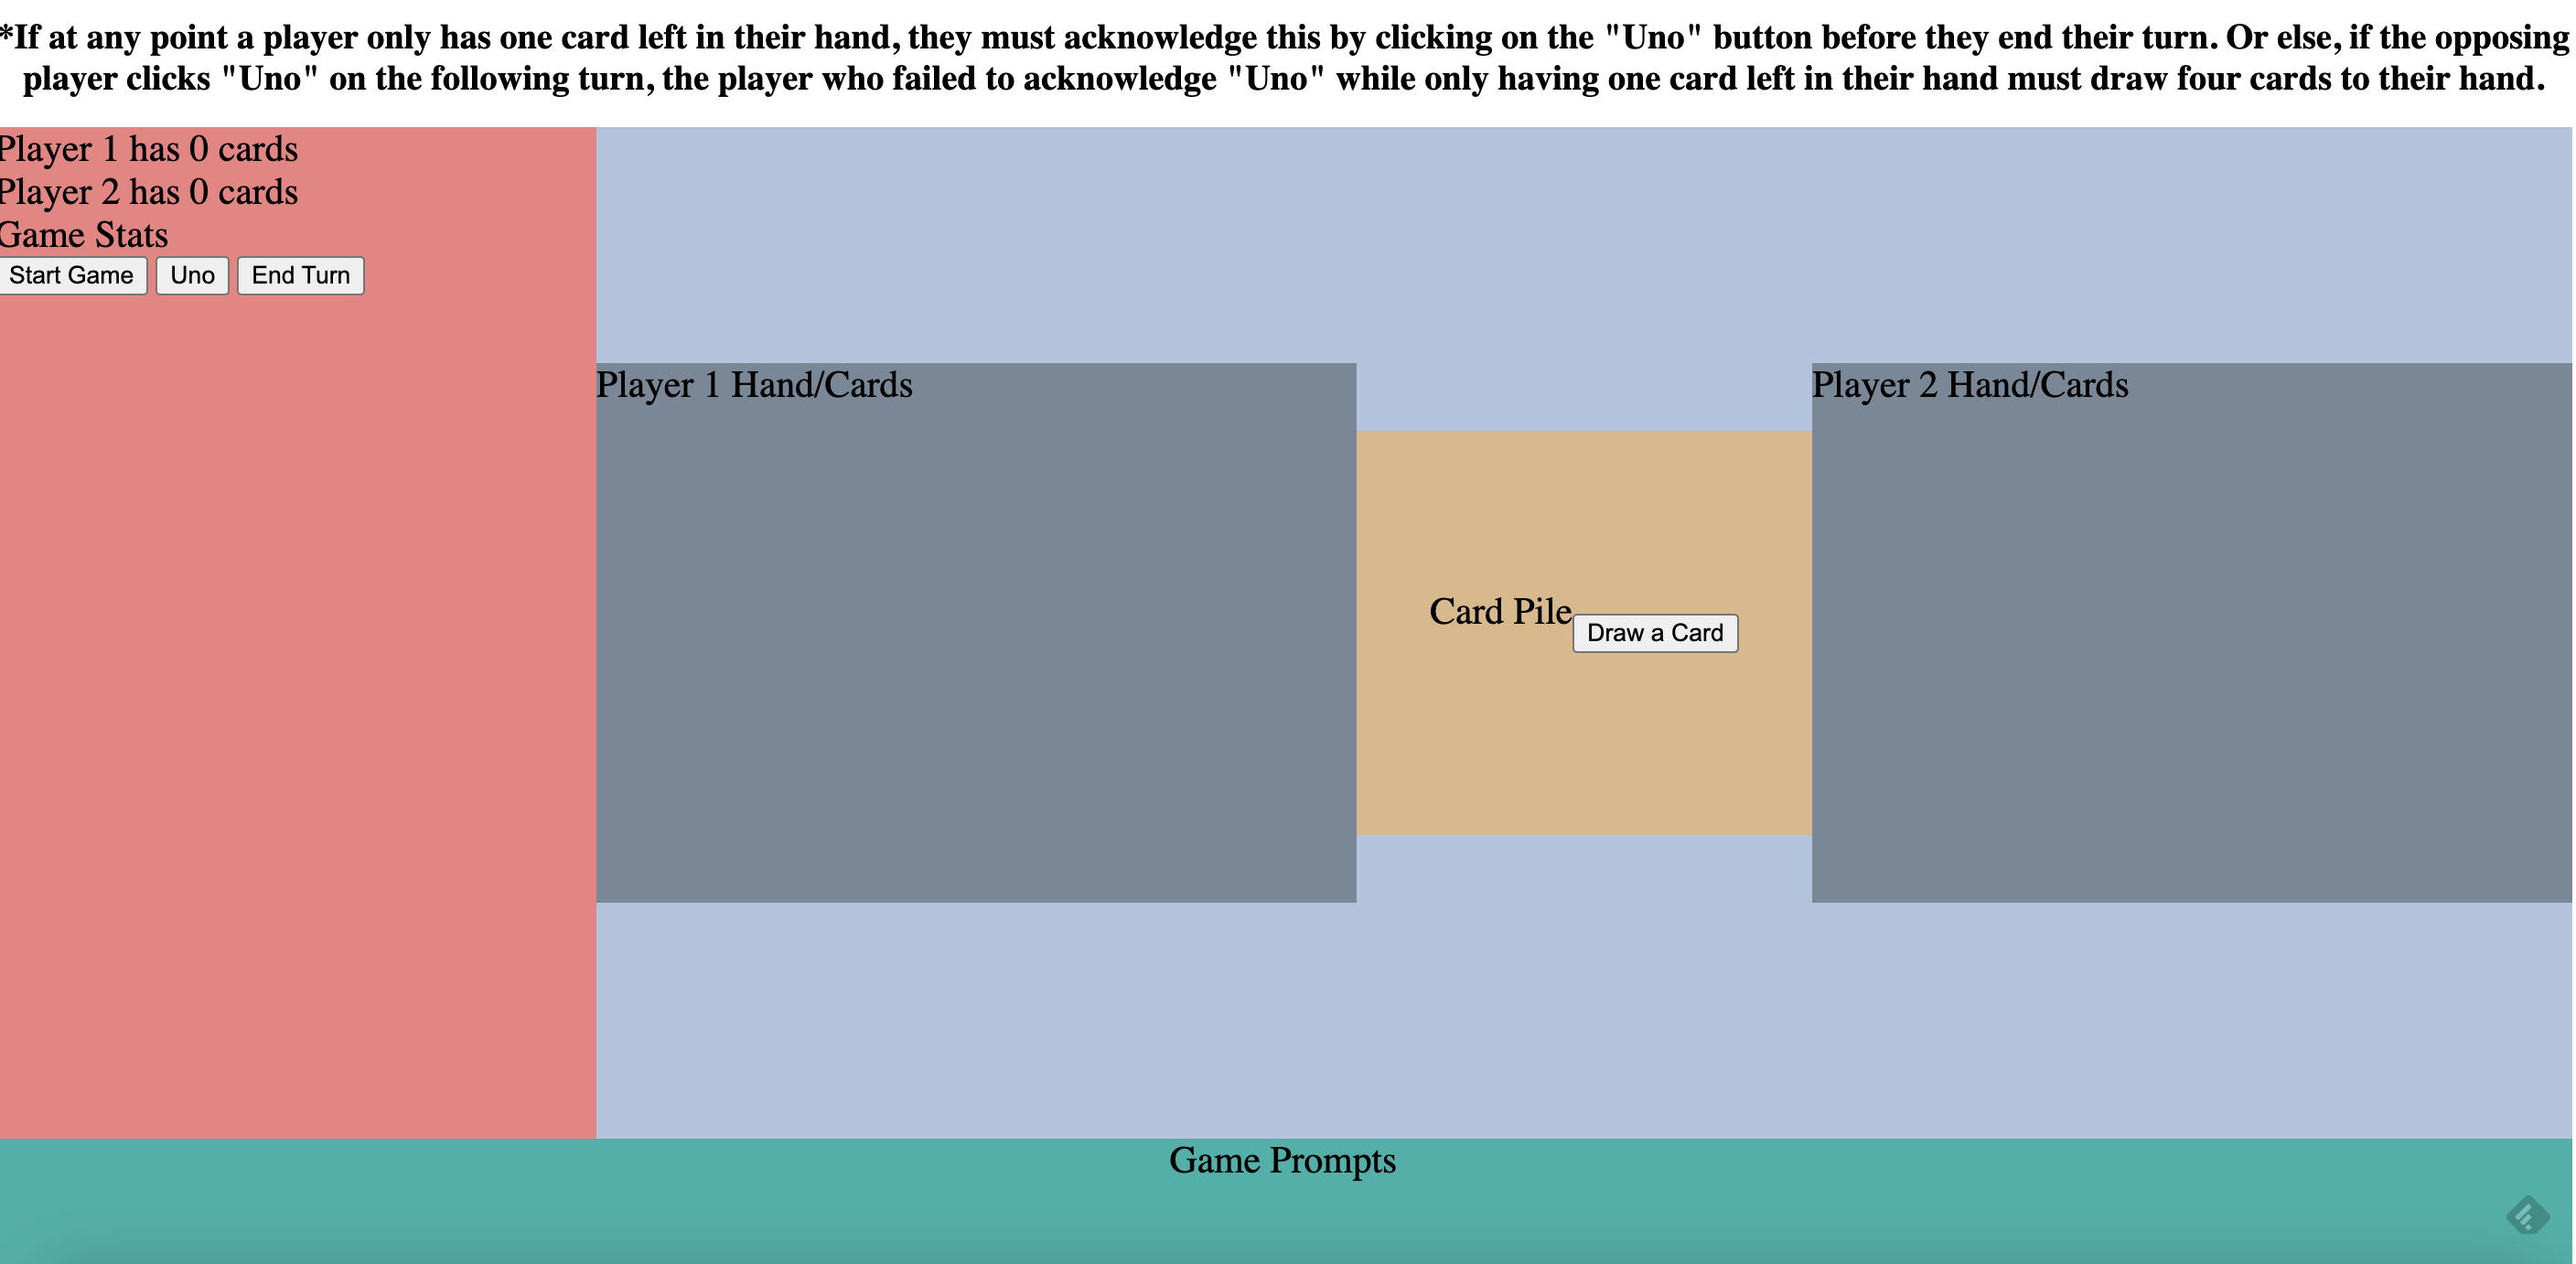 *If at any point a player only has one card left in their hand, they must acknowledge this by clicking on the "Uno" button before they end their turn. Or else, if the opposing
player clicks "Uno" on the following turn, the player who failed to acknowledge "Uno" while only having one card left in their hand must draw four cards to their hand.
Player 1 has 0 cards
Player 2 has 0 cards
Game Stats
Start Game Uno End Turn
Player 1 Hand/Cards
Player 2 Hand/Cards
Card Pile
Draw a Card
Game Prompts